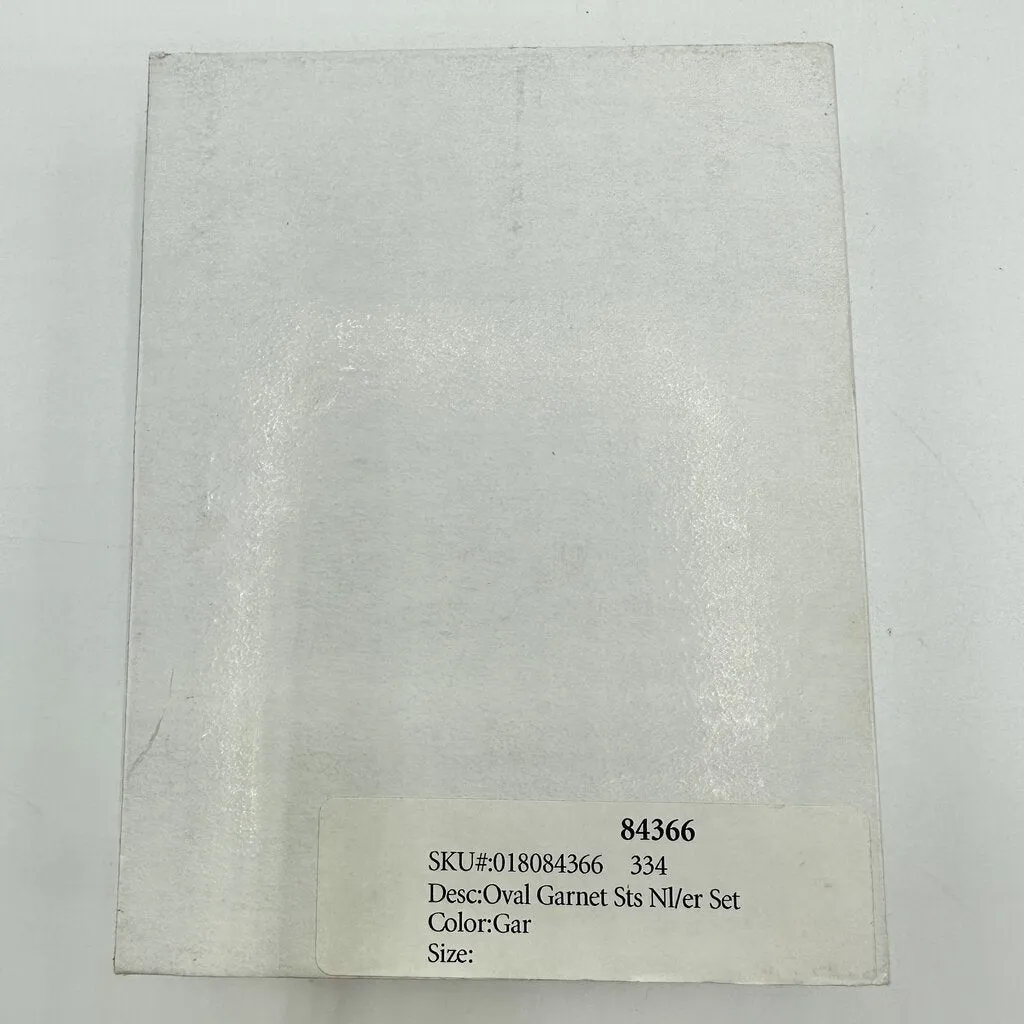 84366
SKU#:018084366 334
Desc:Oval Garnet Sts Nl/er Set
Color:Gar
Size: